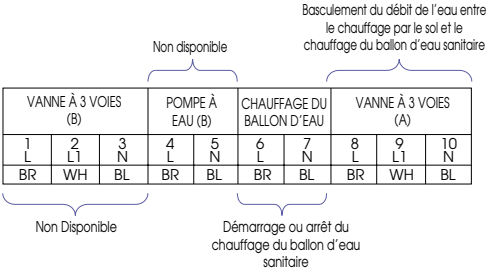 Basculement du débit de l'eau entre
le chauffage par le sol et le
chauffage du ballon d'eau sanitaire
Non disponible
VANNE À 3 VOIES
(B)
POMPE À
EAU (B)
CHAUFFAGE DU
BALLON D'EAU
VANNE À 3 VOIES
(A)
1 2 3 4 5 6 7 8 9 10
L L1 N L N L N L L1 N
BR WH BL BR BL BR BL BR WH BL
Non Disponible
Démarrage ou arrêt du
chauffage du ballon d'eau
sanitaire